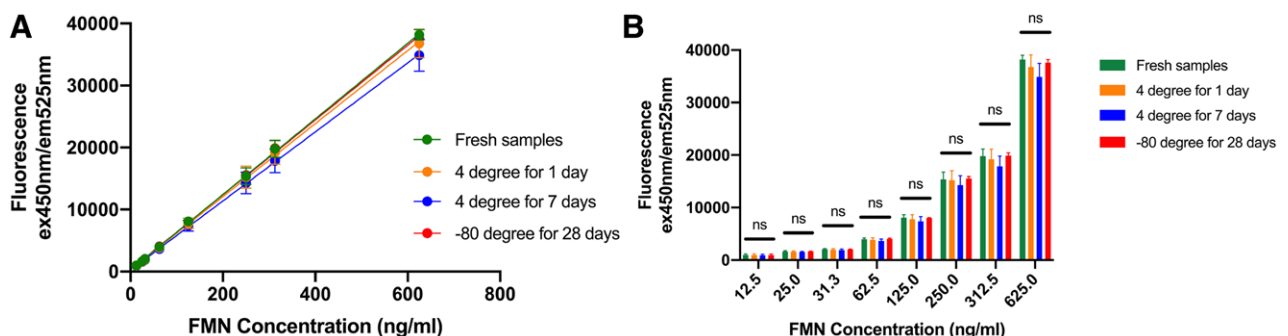 A
Fluorescence
ex450nm/em525nm
40000
30000
20000
10000
0
0
200
400
600
800
FMN Concentration (ng/ml)
Fresh samples
4 degree for 1 day
4 degree for 7 days
-80 degree for 28 days
B
Fluorescence
ex450nm/em525nm
40000
30000
20000
10000
0
ns
ns
ns
ns
ns
ns
ns
ns
12.5
25.0
31.3
62.5
125.0
250.0
312.5
625.0
FMN Concentration (ng/ml)
Fresh samples
4 degree for 1 day
4 degree for 7 days
-80 degree for 28 days